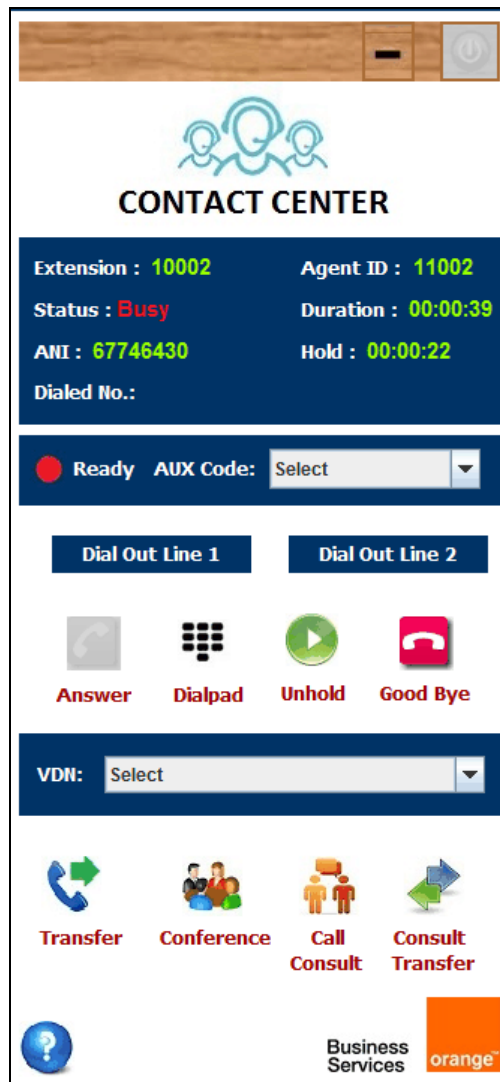 CONTACT CENTER
Extension : 10002 Agent ID : 11002
Status : Busy Duration : 00:00:39
ANI : 67746430 Hold : 00:00:22
Dialed No.:
Ready AUX Code: Select
Dial Out Line 1 Dial Out Line 2
Answer Dialpad Unhold Good Bye
VDN: Select
Transfer Conference Call Consult Consult Transfer
?
Business Services
orange™